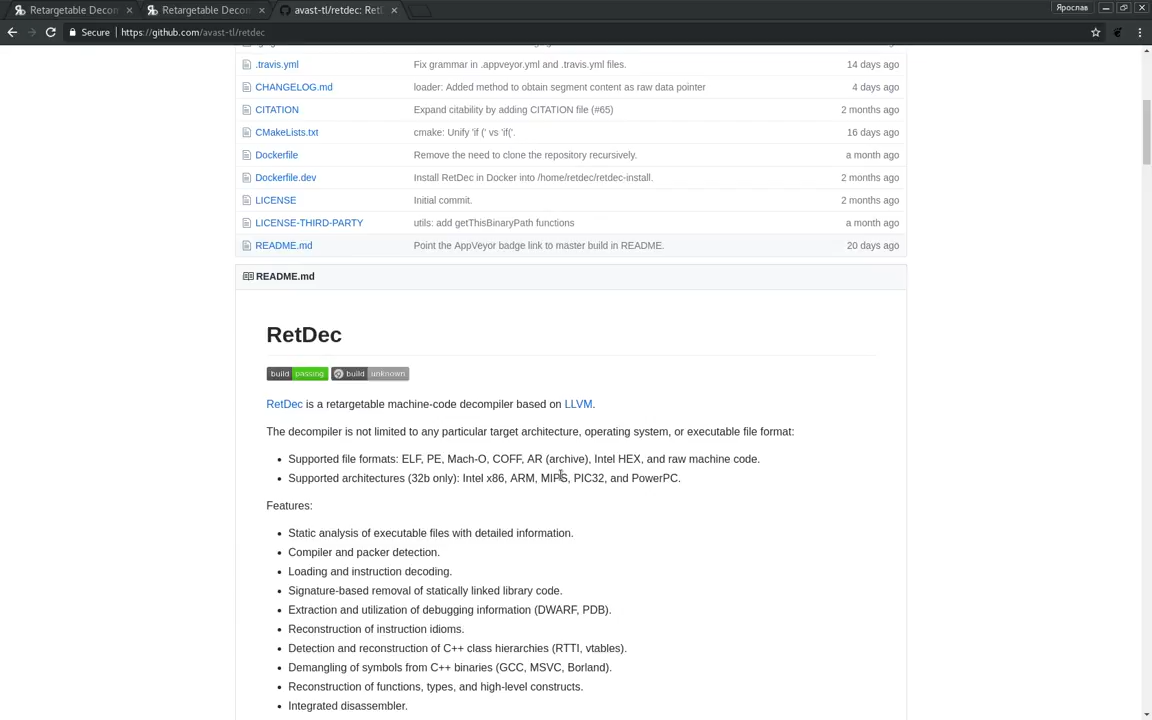 Retargetable Decom
Retargetable Decom
avast-tl/retdec: Ret
Ярослав
Secure
https://github.com/avast-tl/retdec
.travis.yml Fix grammar in .appveyor.yml and .travis.yml files. 14 days ago
CHANGELOG.md loader: Added method to obtain segment content as raw data pointer 4 days ago
CITATION Expand citability by adding CITATION file (#65) 2 months ago
CMakeLists.txt cmake: Unify 'if (' vs 'if('. 16 days ago
Dockerfile Remove the need to clone the repository recursively. a month ago
Dockerfile.dev Install RetDec in Docker into /home/retdec/retdec-install. 2 months ago
LICENSE Initial commit. 2 months ago
LICENSE-THIRD-PARTY utils: add getThisBinaryPath functions a month ago
README.md Point the AppVeyor badge link to master build in README. 20 days ago
README.md
RetDec
build passing build unknown
RetDec is a retargetable machine-code decompiler based on LLVM.
The decompiler is not limited to any particular target architecture, operating system, or executable file format:
• Supported file formats: ELF, PE, Mach-O, COFF, AR (archive), Intel HEX, and raw machine code.
• Supported architectures (32b only): Intel x86, ARM, MIPS, PIC32, and PowerPC.
Features:
• Static analysis of executable files with detailed information.
• Compiler and packer detection.
• Loading and instruction decoding.
• Signature-based removal of statically linked library code.
• Extraction and utilization of debugging information (DWARF, PDB).
• Reconstruction of instruction idioms.
• Detection and reconstruction of C++ class hierarchies (RTTI, vtables).
• Demangling of symbols from C++ binaries (GCC, MSVC, Borland).
• Reconstruction of functions, types, and high-level constructs.
• Integrated disassembler.